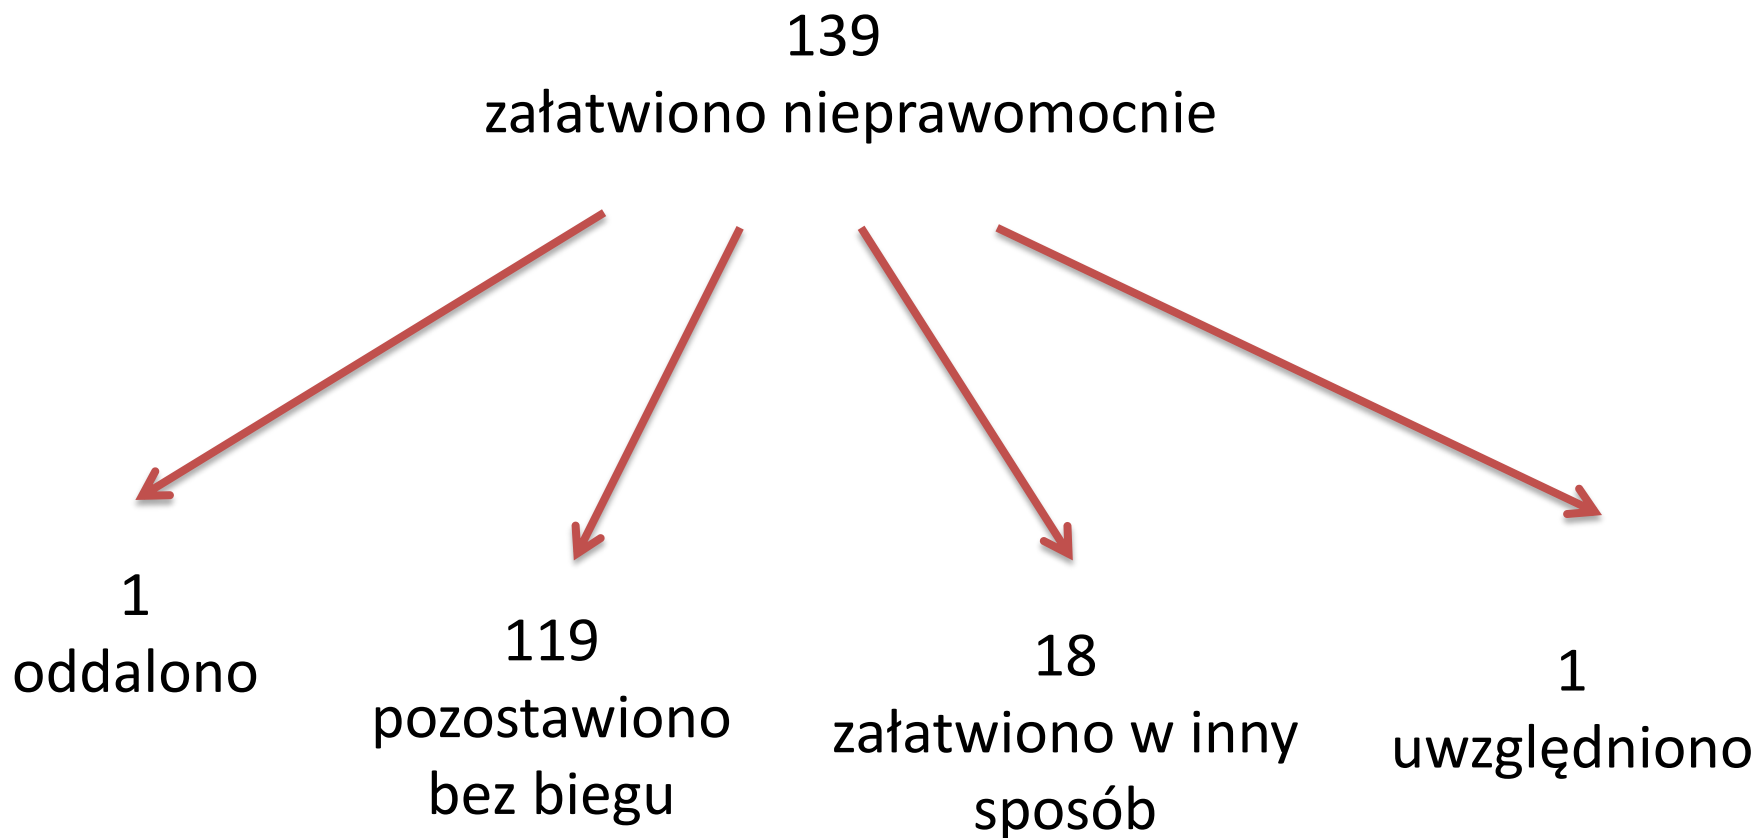 139
załatwiono nieprawomocnie
1
oddalono
119
pozostawiono
bez biegu
18
załatwiono w inny
sposób
1
uwzględniono